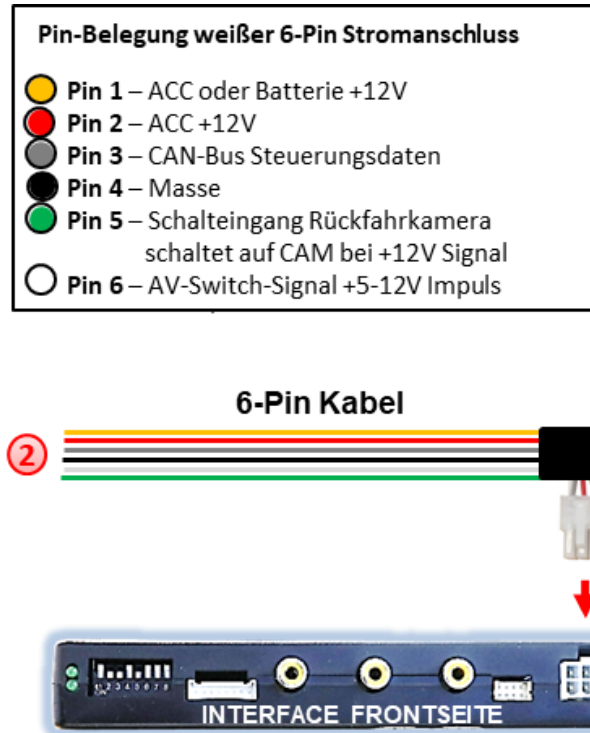 Pin-Belegung weißer 6-Pin Stromanschluss
Pin 1 – ACC oder Batterie +12V
Pin 2 – ACC +12V
Pin 3 – CAN-Bus Steuerungsdaten
Pin 4 – Masse
Pin 5 – Schalteingang Rückfahrkamera
schaltet auf CAM bei +12V Signal
Pin 6 – AV-Switch-Signal +5-12V Impuls
6-Pin Kabel
2
INTERFACE FRONTSEITE